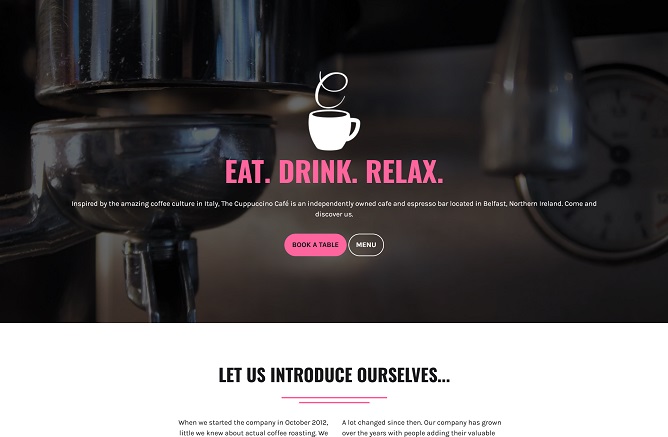 EAT. DRINK. RELAX.
Inspired by the amazing coffee culture in Italy, The Cuppuccino Café is an independently owned cafe and espresso bar located in Belfast, Northern Ireland. Come and
discover us.
BOOK A TABLE
MENU
LET US INTRODUCE OURSELVES...
When we started the company in October 2012,
little we knew about actual coffee roasting. We
A lot changed since then. Our company has grown
over the years with people adding their valuable